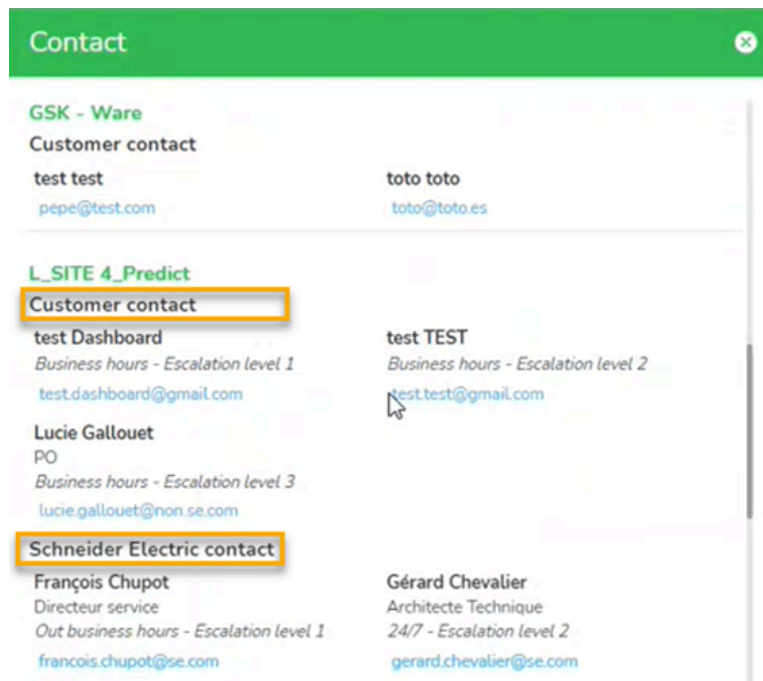 Contact
GSK - Ware
Customer contact
test test
toto toto
pepe@test.com
toto@toto.es
L_SITE 4_Predict
Customer contact
test Dashboard
test TEST
Business hours - Escalation level 1
Business hours - Escalation level 2
test.dashboard@gmail.com
test.test@gmail.com
Lucie Gallouet
PO
Business hours - Escalation level 3
lucie.gallouet@non.se.com
Schneider Electric contact
François Chupot
Gérard Chevalier
Directeur service
Architecte Technique
Out business hours - Escalation level 1
24/7 - Escalation level 2
francois.chupot@se.com
gerard.chevalier@se.com